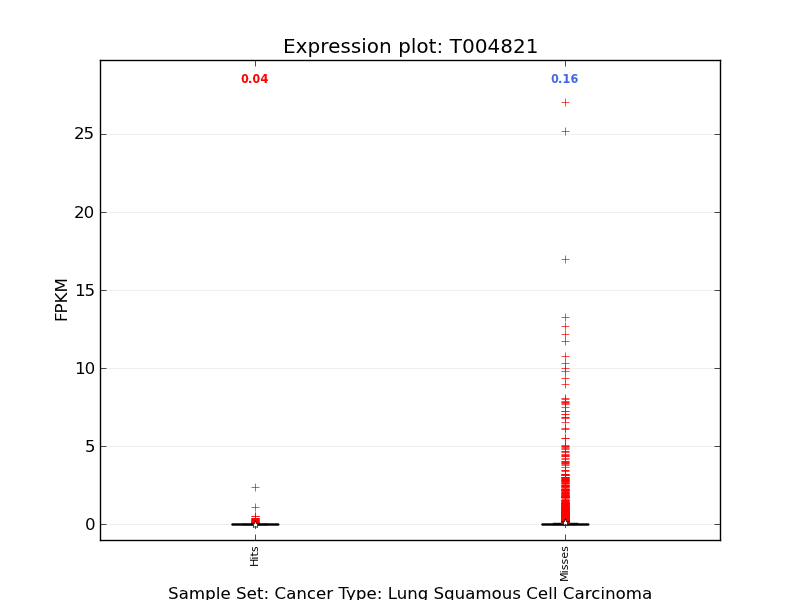 Expression plot: T004821
0.04
0.16
25
20
15
10
5
0
FPKM
Hits
Misses
Sample Set: Cancer Type: Lung Squamous Cell Carcinoma